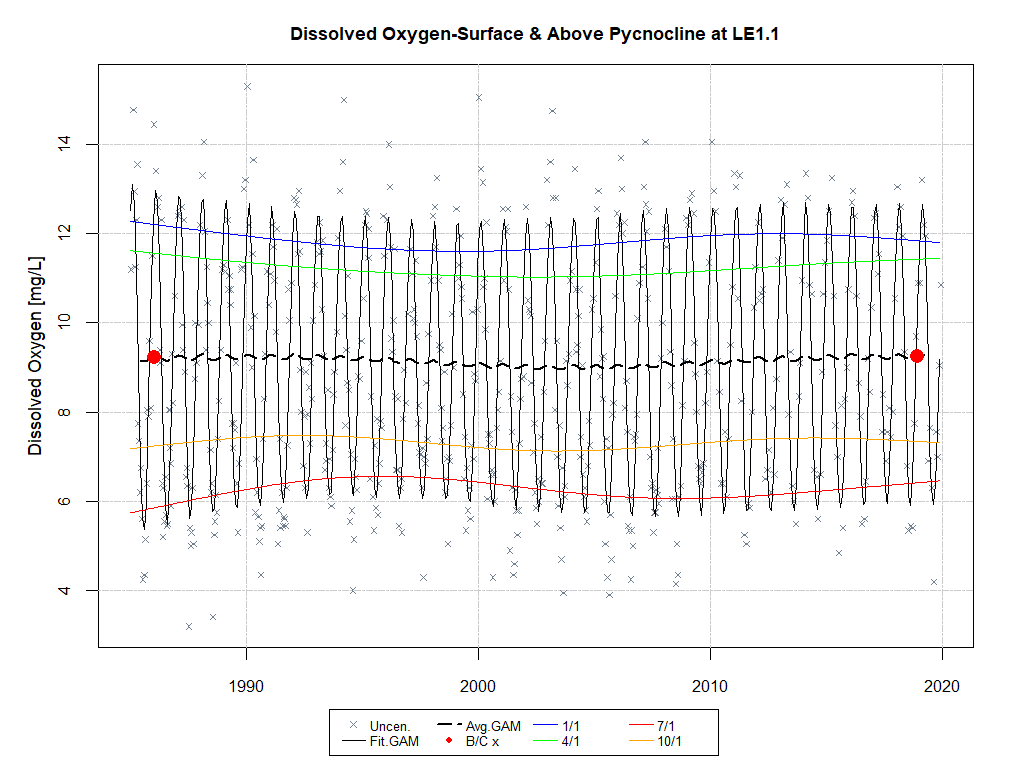 Dissolved Oxygen-Surface & Above Pycnocline at LE1.1
Dissolved Oxygen [mg/L]
14
12
10
8
6
4
1990 2000 2010 2020
Uncen. Avg.GAM 1/1 7/1
Fit.GAM B/C x 4/1 10/1